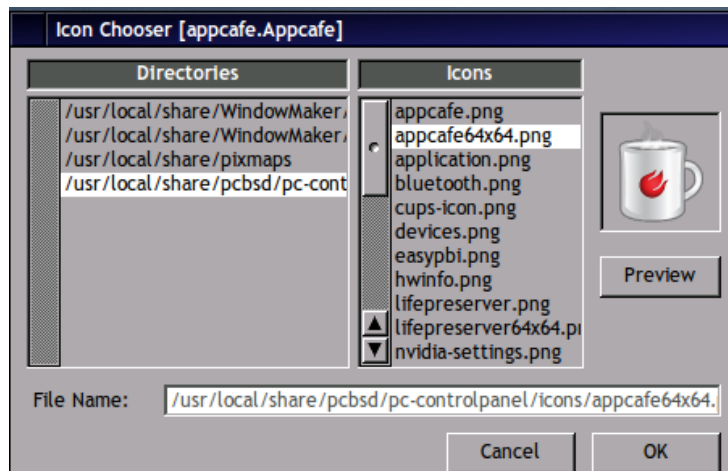 Icon Chooser [appcafe.Appcafe]
Directories
Icons
/usr/local/share/WindowMaker/
/usr/local/share/WindowMaker/
/usr/local/share/pixmaps
/usr/local/share/pcbsd/pc-cont
appcafe.png
appcafe64x64.png
application.png
bluetooth.png
cups-icon.png
devices.png
easypbi.png
hwinfo.png
lifepreserver.png
lifepreserver64x64.p
nvidia-settings.png
Preview
File Name: /usr/local/share/pcbsd/pc-controlpanel/icons/appcafe64x64.
Cancel OK